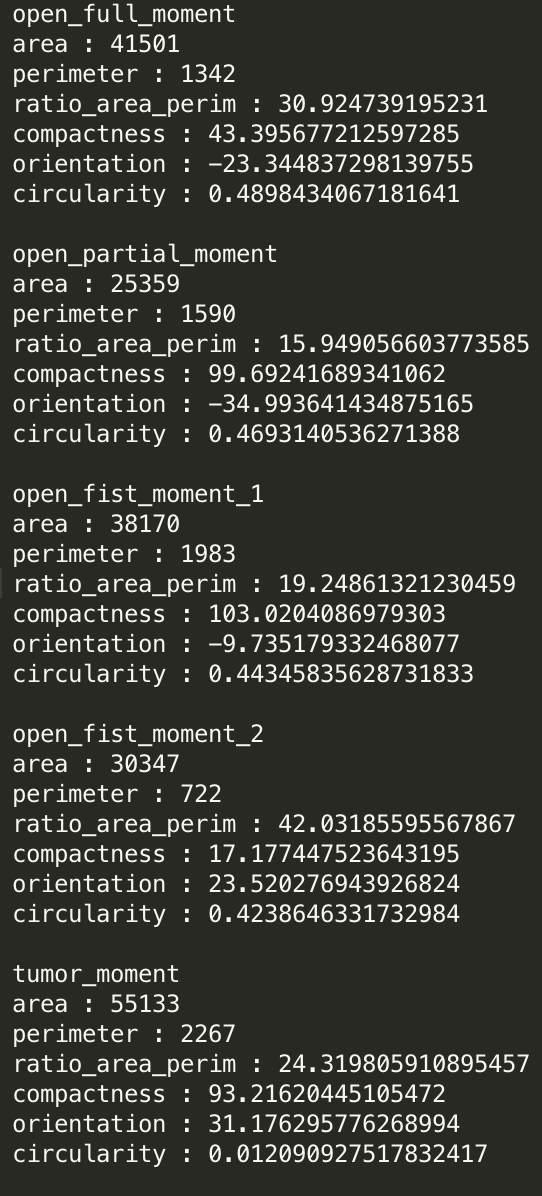 open_full_moment
area : 41501
perimeter : 1342
ratio_area_perim : 30.924739195231
compactness : 43.395677212597285
orientation : -23.344837298139755
circularity : 0.4898434067181641
open_partial_moment
area : 25359
perimeter : 1590
ratio_area_perim : 15.949056603773585
compactness : 99.69241689341062
orientation : -34.993641434875165
circularity : 0.4693140536271388
open_fist_moment_1
area : 38170
perimeter : 1983
ratio_area_perim : 19.24861321230459
compactness : 103.0204086979303
orientation : -9.735179332468077
circularity : 0.44345835628731833
open_fist_moment_2
area : 30347
perimeter : 722
ratio_area_perim : 42.03185595567867
compactness : 17.177447523643195
orientation : 23.520276943926824
circularity : 0.4238646331732984
tumor_moment
area : 55133
perimeter : 2267
ratio_area_perim : 24.319805910895457
compactness : 93.21620445105472
orientation : 31.176295776268994
circularity : 0.012090927517832417